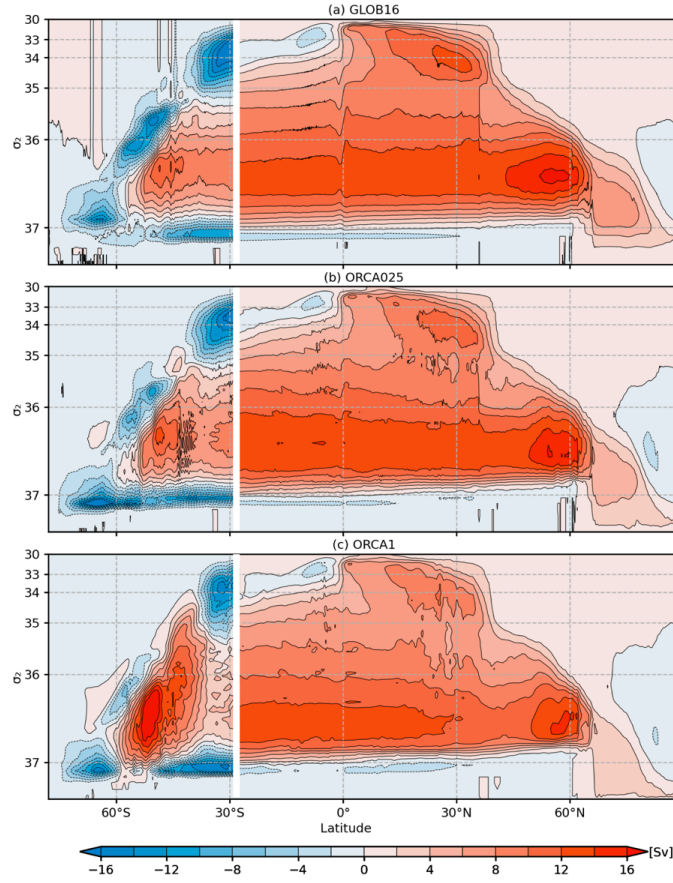 (a) GLOB16
30
33
34
35
σ₂
36
37
(b) ORCA025
30
33
34
35
σ₂
36
37
(c) ORCA1
30
33
34
35
σ₂
36
37
60°S 30°S 0° 30°N 60°N
Latitude
[Sv]
−16 −12 −8 −4 0 4 8 12 16